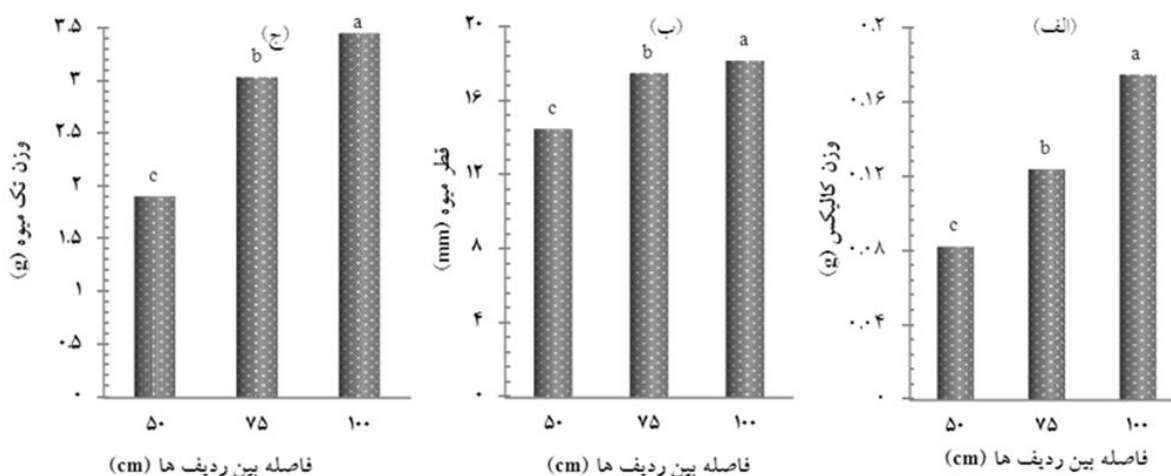 (الف)
وزن کالیکس (g)
۰.۲
۰.۱۶
۰.۱۲
۰.۰۸
۰.۰۴
۰
a
b
c
۵۰ ۷۵ ۱۰۰
فاصله بین ردیف ها (cm)
(ب)
قطر میوه (mm)
۲۰
۱۶
۱۲
۸
۴
۰
a
b
c
۵۰ ۷۵ ۱۰۰
فاصله بین ردیف ها (cm)
(ج)
وزن تک میوه (g)
۳.۵
۳
۲.۵
۲
۱.۵
۱
۰.۵
۰
a
b
c
۵۰ ۷۵ ۱۰۰
فاصله بین ردیف ها (cm)